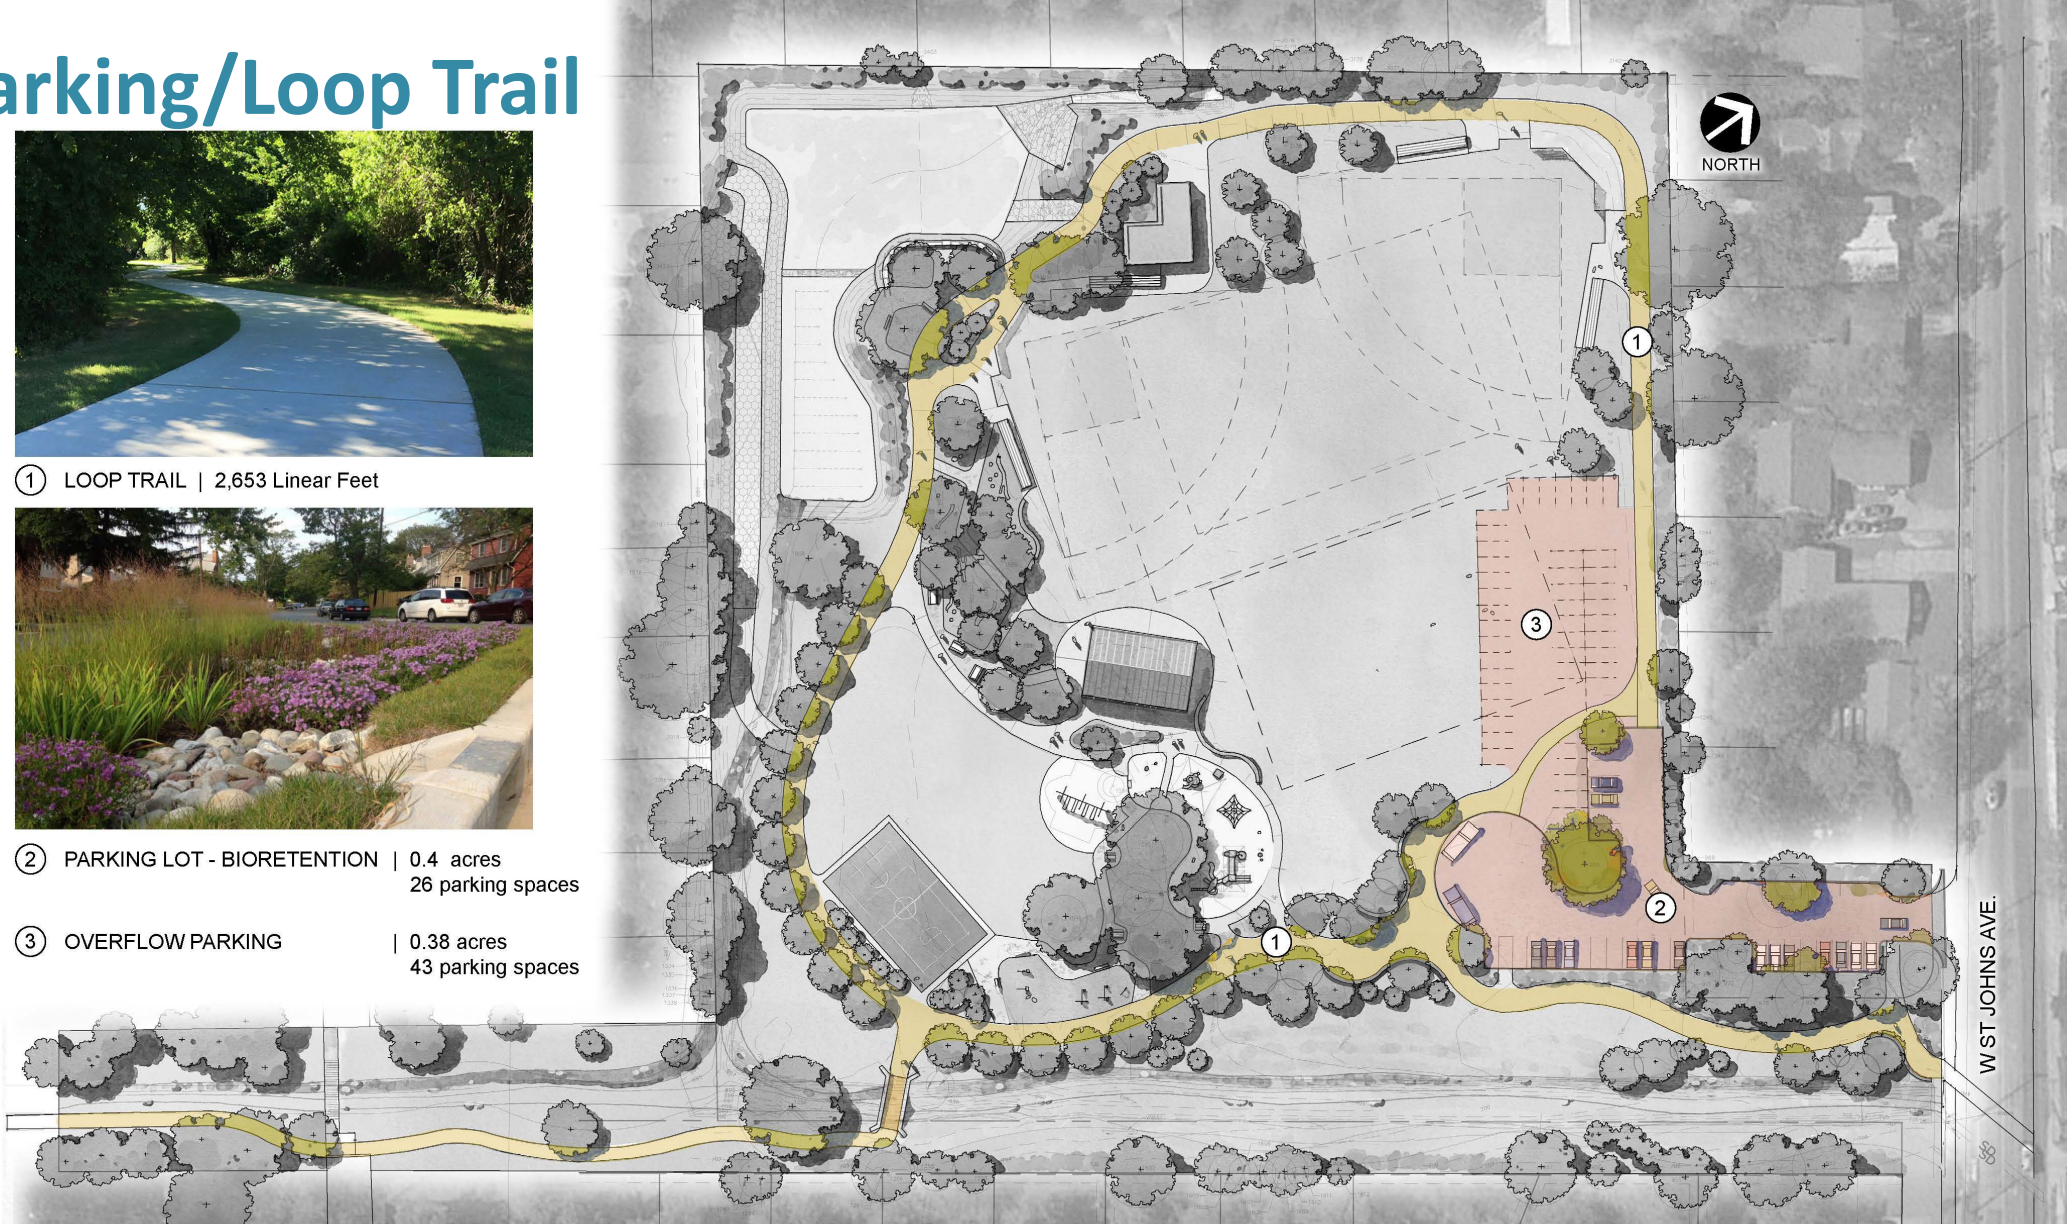 arking/Loop Trail
1 LOOP TRAIL | 2,653 Linear Feet
2 PARKING LOT - BIORETENTION | 0.4 acres
26 parking spaces
3 OVERFLOW PARKING | 0.38 acres
43 parking spaces
NORTH
1
3
2
1
W ST JOHNS AVE.